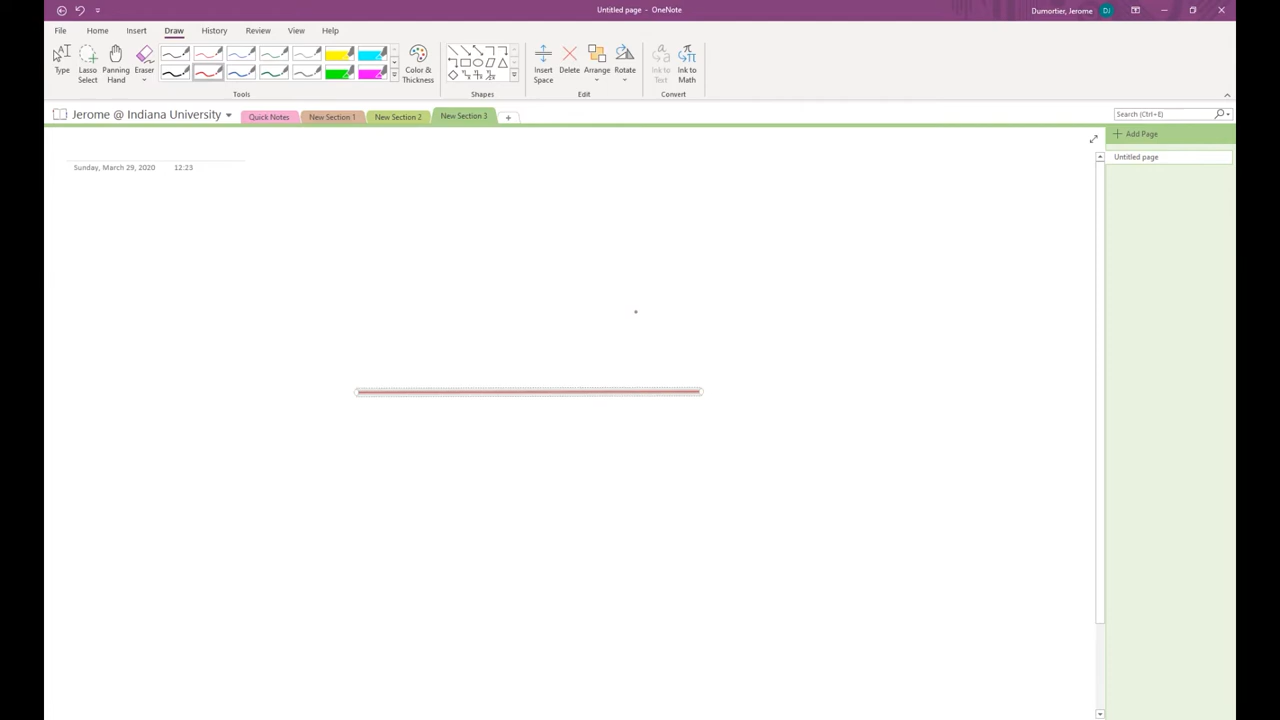 Untitled page - OneNote
Dumortier, Jerome DJ
File Home Insert Draw History Review View Help
Type Lasso Select Panning Hand Eraser Color & Thickness Insert Space Delete Arrange Rotate Ink to Text Ink to Math
Tools Shapes Edit Convert
Jerome @ Indiana University Quick Notes New Section 1 New Section 2 New Section 3 Search (Ctrl+E)
Add Page
Untitled page
Sunday, March 29, 2020 12:23